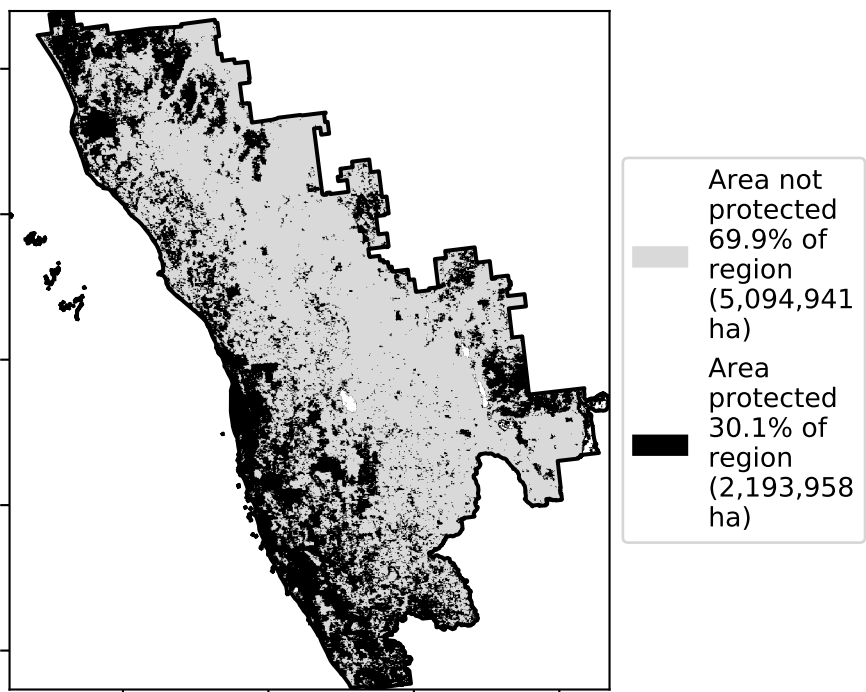 Area not
protected
69.9% of
region
(5,094,941
ha)
Area
protected
30.1% of
region
(2,193,958
ha)